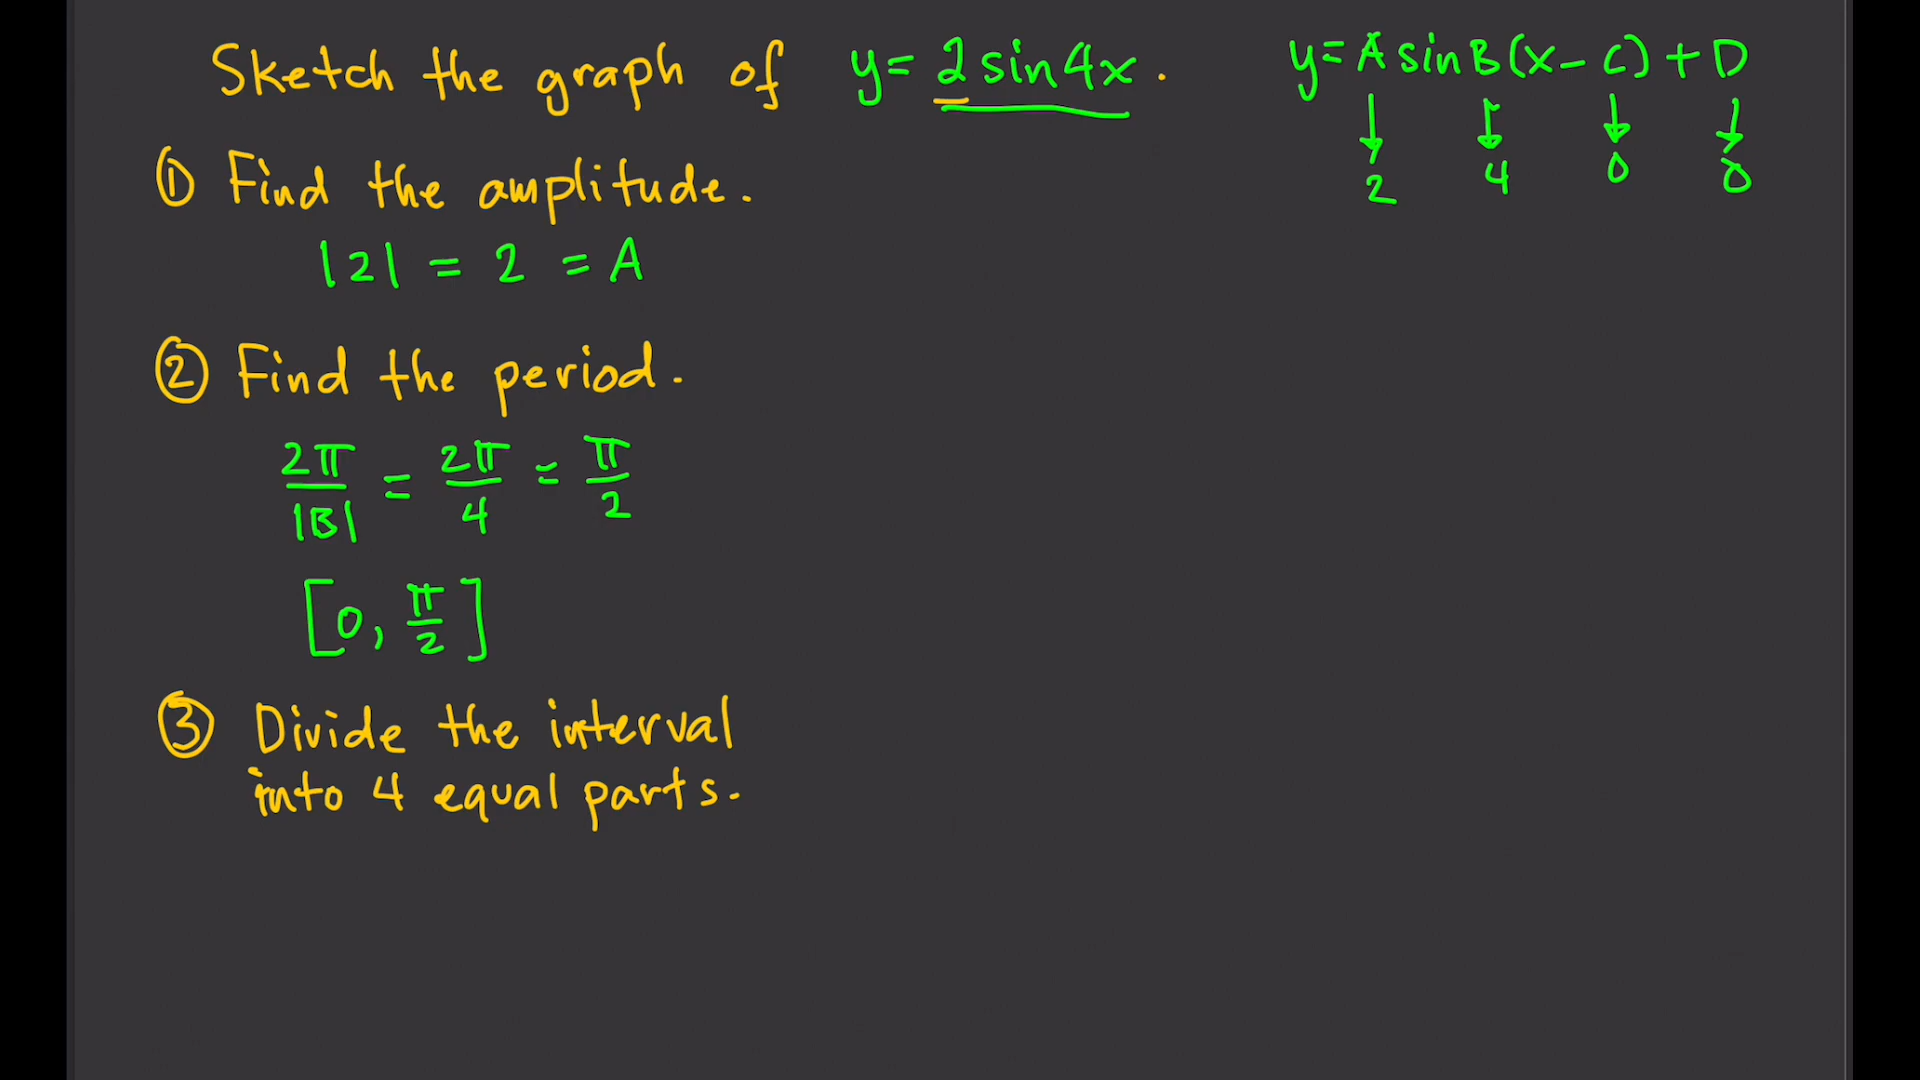 Sketch the graph of y = 2 sin 4x.
y = A sin B (x - C) + D
↓ ↓ ↓ ↓
2 4 0 0
① Find the amplitude.
|2| = 2 = A
② Find the period.
2π/|B| = 2π/4 = π/2
[0, π/2]
③ Divide the interval
into 4 equal parts.